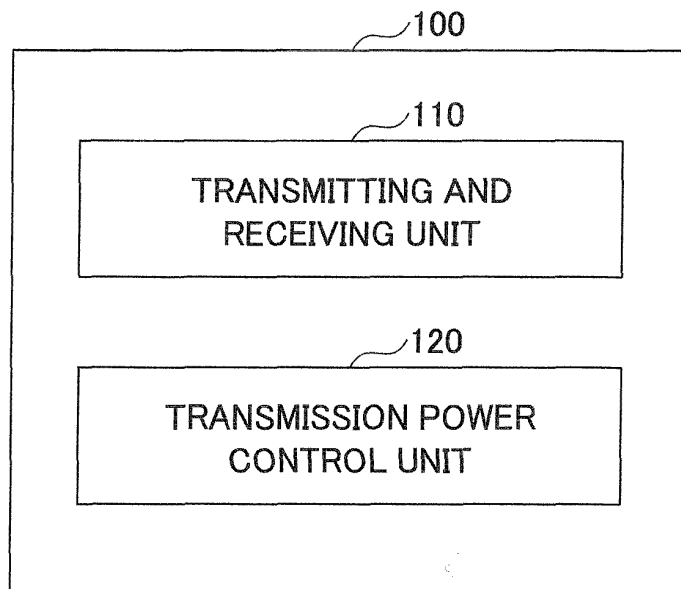 100
110
TRANSMITTING AND
RECEIVING UNIT
120
TRANSMISSION POWER
CONTROL UNIT